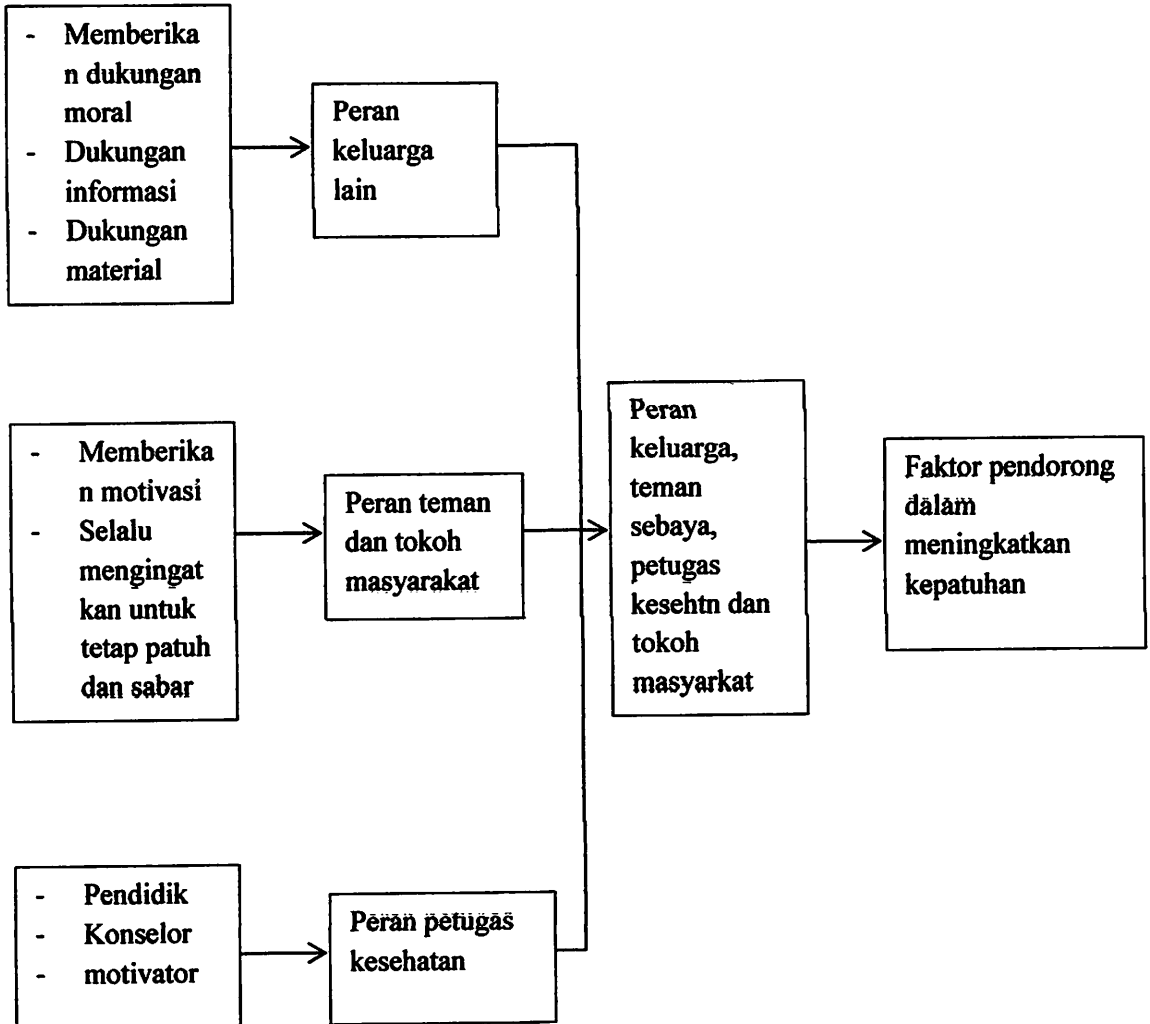 - Memberika
n dukungan
moral
- Dukungan
informasi
- Dukungan
material
Peran
keluarga
lain
- Memberika
n motivasi
- Selalu
mengingat
kan untuk
tetap patuh
dan sabar
Peran teman
dan tokoh
masyarakat
- Pendidik
- Konselor
- motivator
Peran petugas
kesehatan
Peran
keluarga,
teman
sebaya,
petugas
kesehtn dan
tokoh
masyarkat
Faktor pendorong
dalam
meningkatkan
kepatuhan